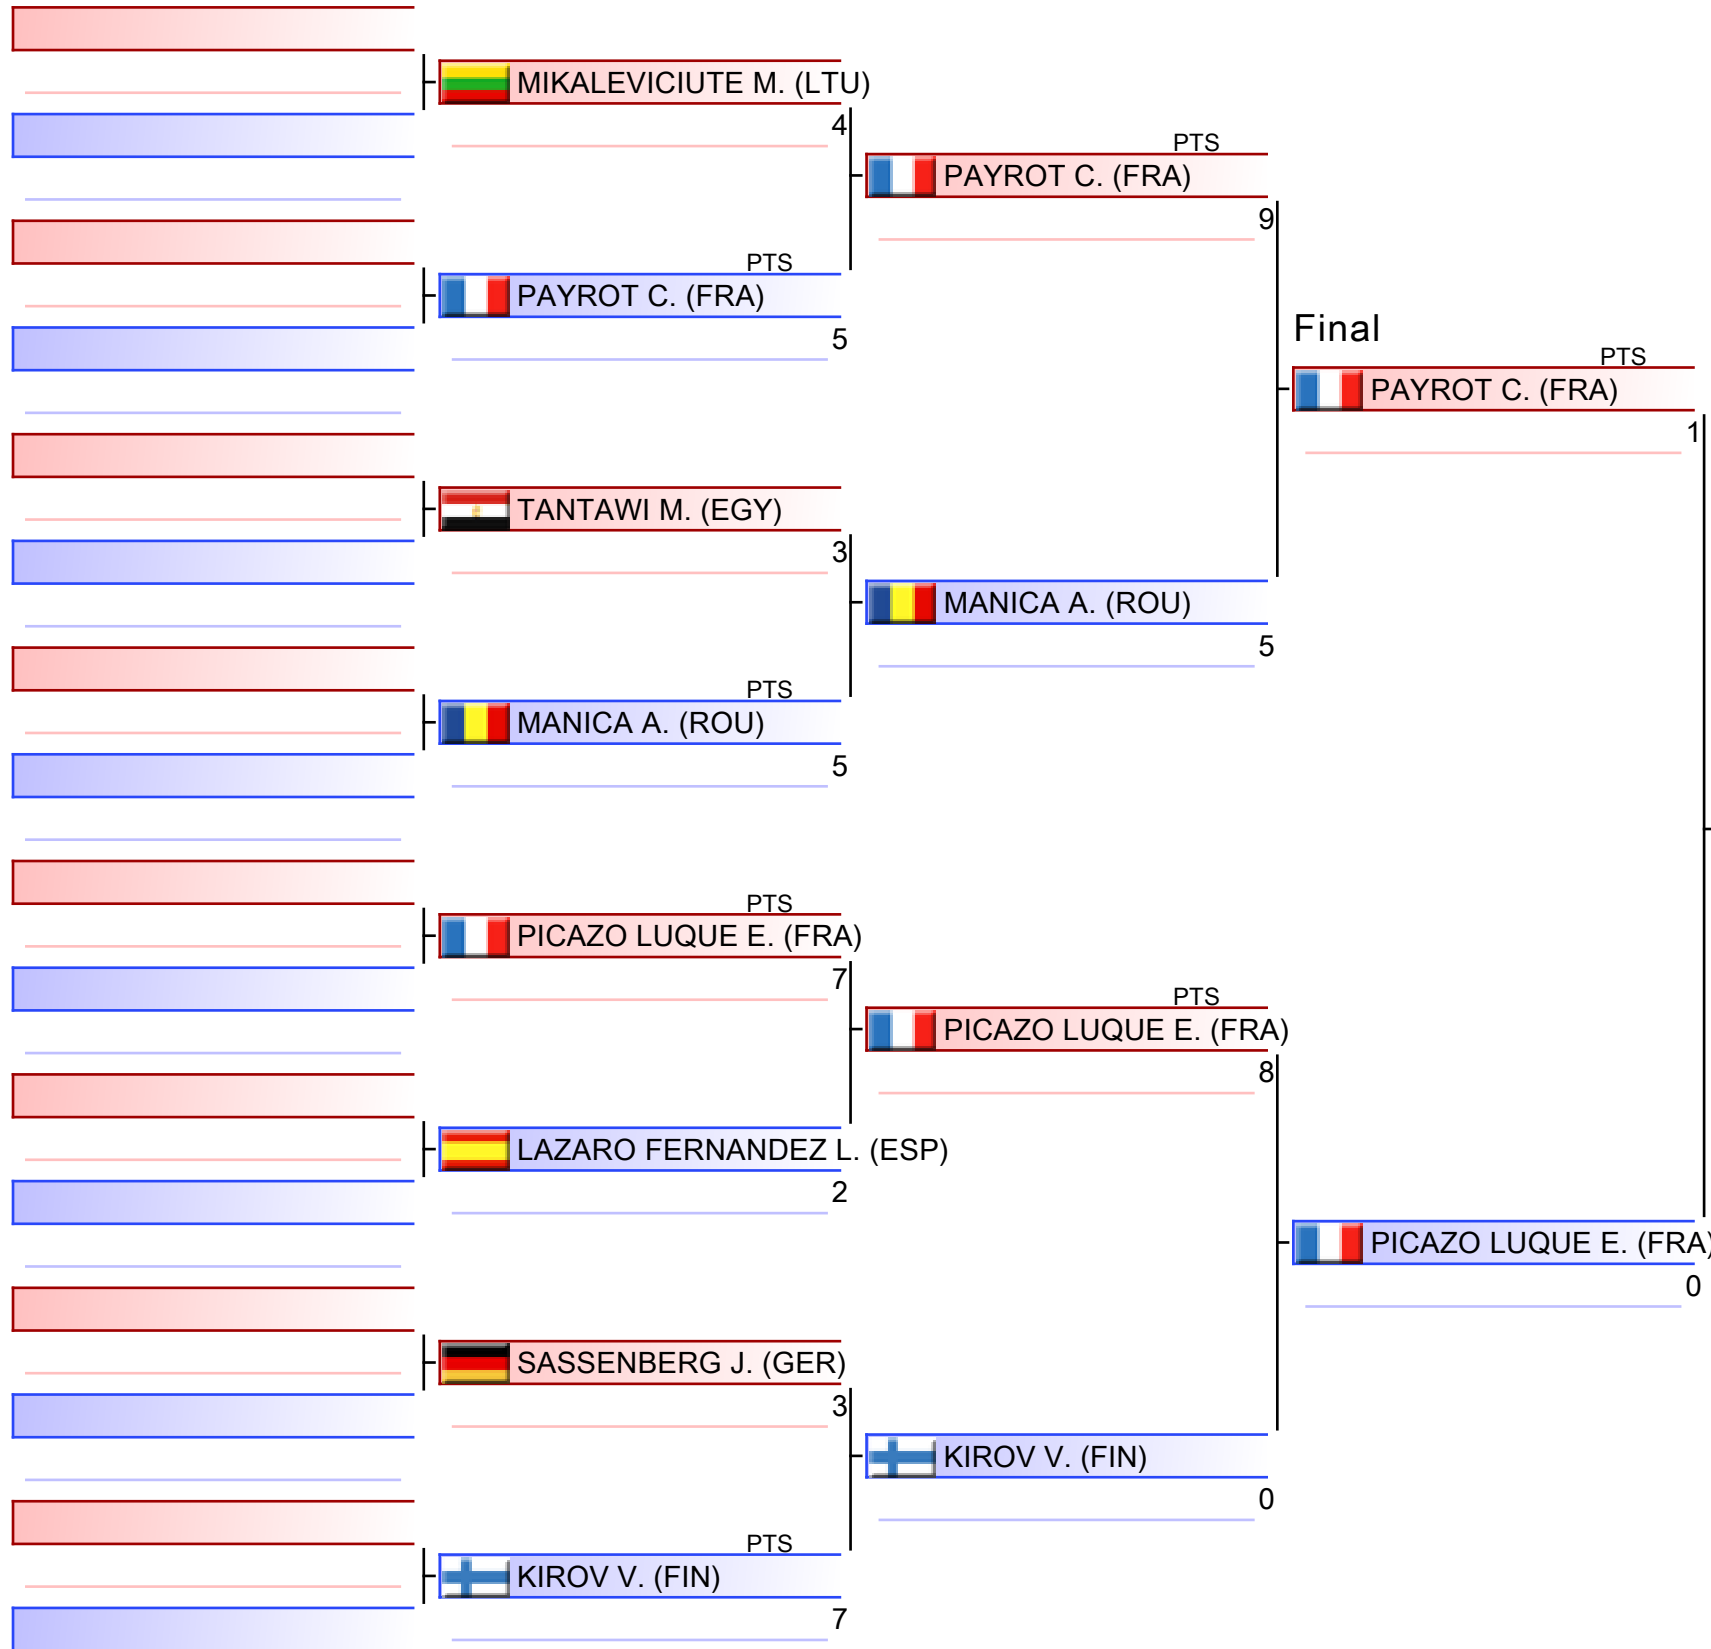 MIKALEVICIUTE M. (LTU)
4
PTS
PAYROT C. (FRA)
9
PTS
PAYROT C. (FRA)
5
Final
PTS
PAYROT C. (FRA)
1
TANTAWI M. (EGY)
3
MANICA A. (ROU)
5
PTS
MANICA A. (ROU)
5
PTS
PICAZO LUQUE E. (FRA)
7
PTS
PICAZO LUQUE E. (FRA)
8
LAZARO FERNANDEZ L. (ESP)
2
PICAZO LUQUE E. (FRA)
0
SASSENBERG J. (GER)
3
KIROV V. (FIN)
0
PTS
KIROV V. (FIN)
7